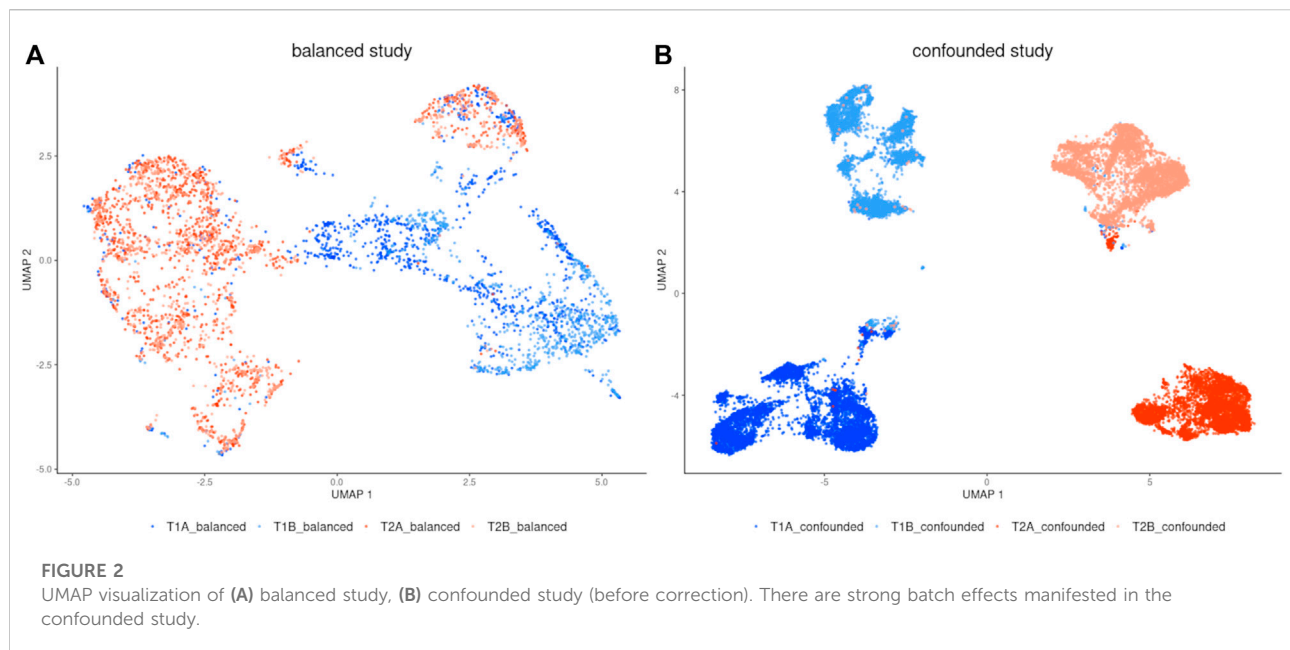 A
balanced study
2.5
0.0
-2.5
-5.0
UMAP 2
-5.0
-2.5
0.0
2.5
5.0
UMAP 1
T1A_balanced
T1B_balanced
T2A_balanced
T2B_balanced
B
confounded study
8
4
0
-4
UMAP 2
-5
0
5
UMAP 1
T1A_confounded
T1B_confounded
T2A_confounded
T2B_confounded
FIGURE 2
UMAP visualization of (A) balanced study, (B) confounded study (before correction). There are strong batch effects manifested in the
confounded study.